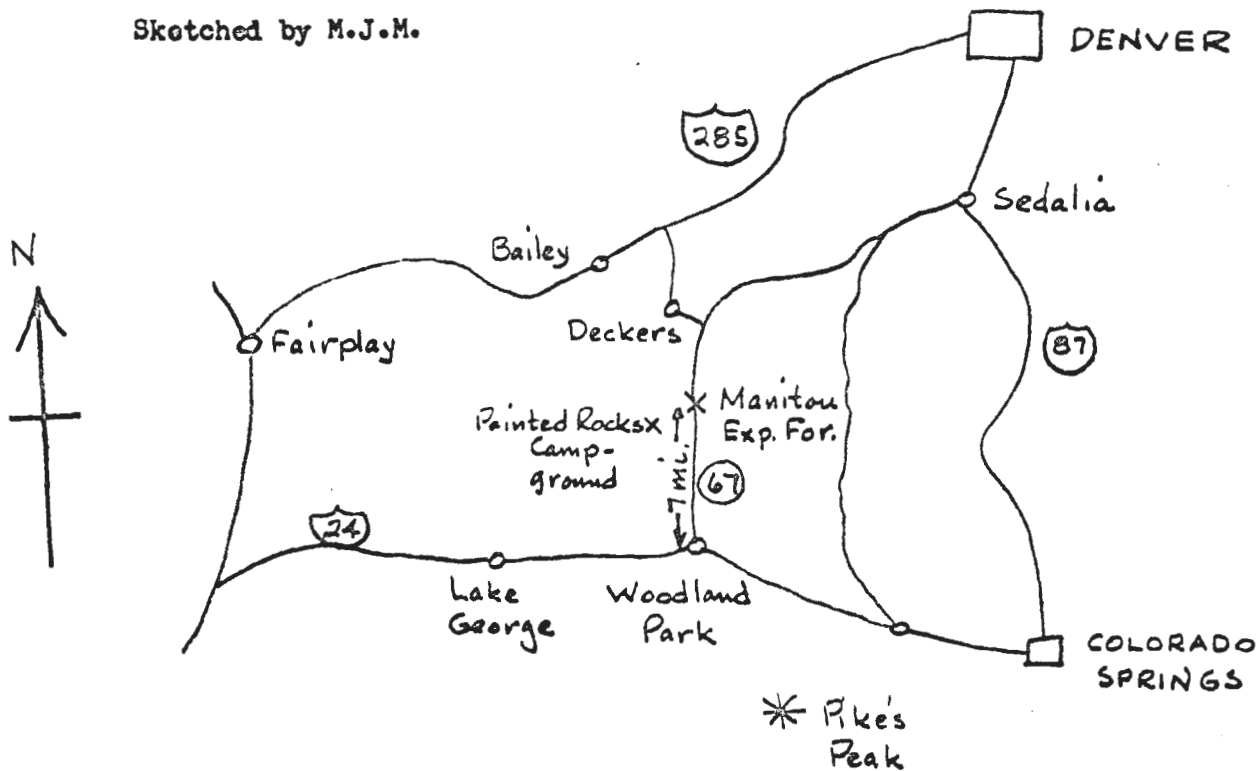 Sketched by M.J.M.
DENVER
285
Sedalia
N
Bailey
Fairplay
Deckers
87
Manitou
Exp. For.
Painted Rocks x
Camp-
ground
7 mi.
67
24
Lake
George
Woodland
Park
COLORADO
SPRINGS
Pike's
Peak